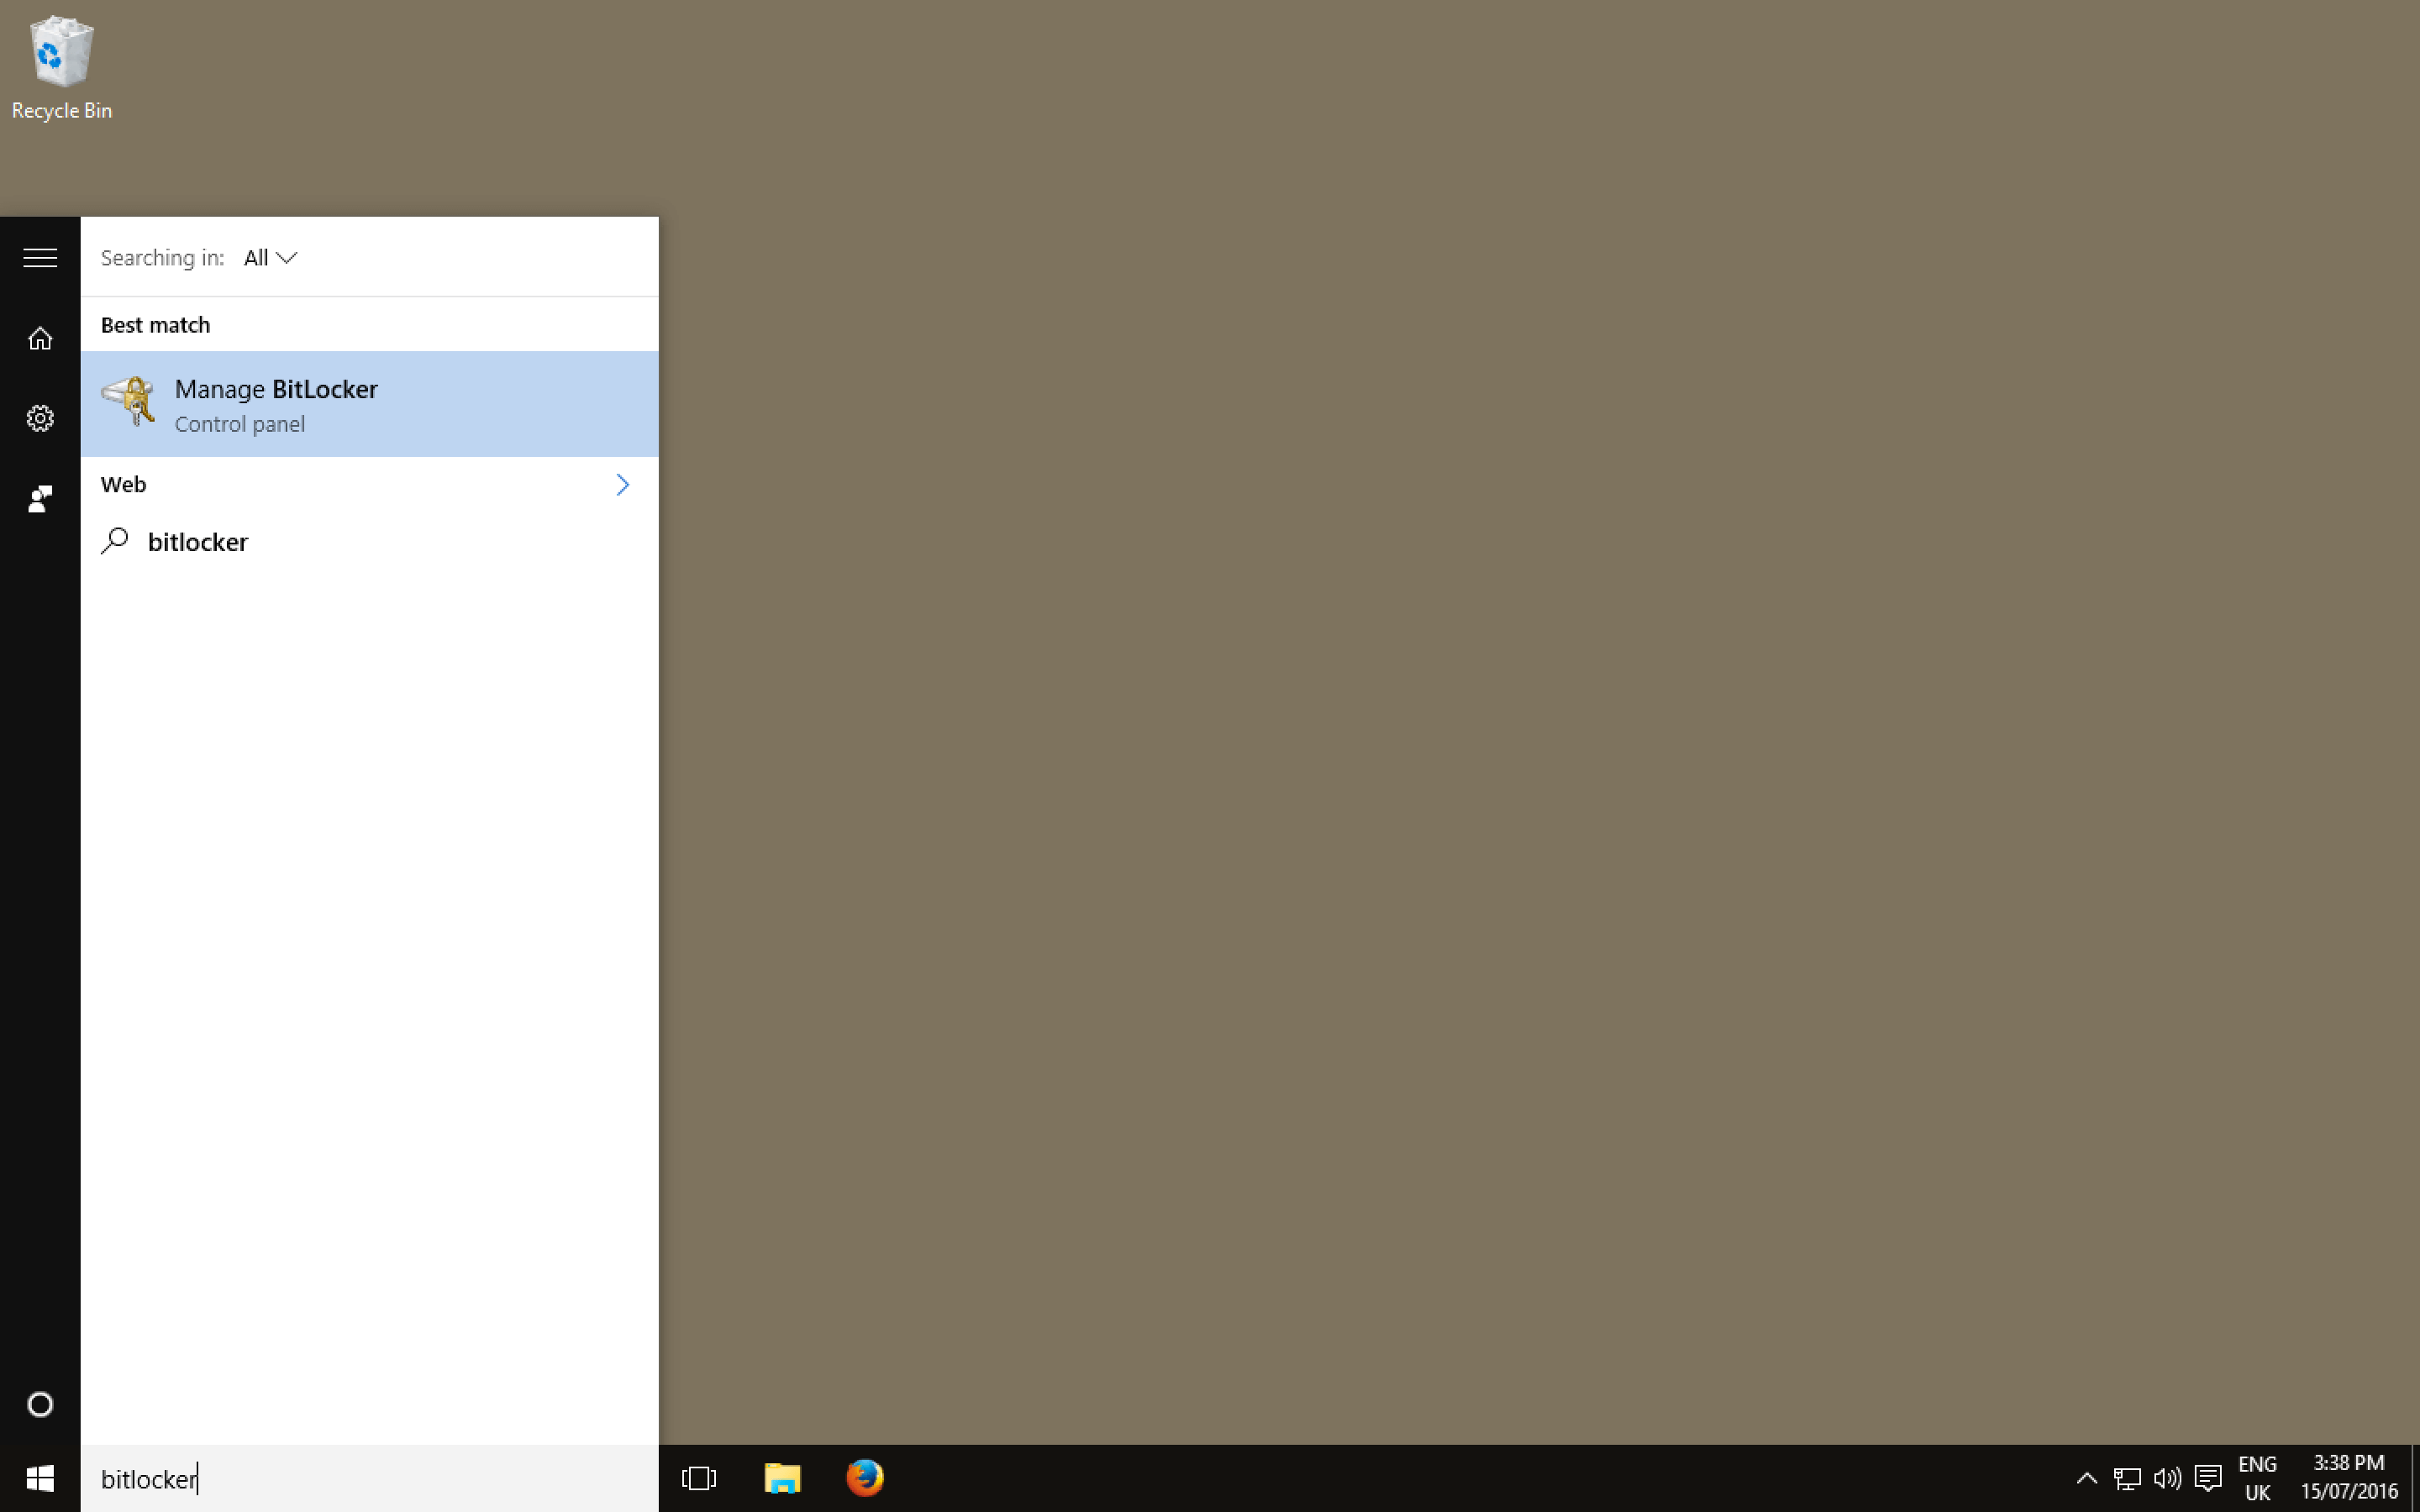 Recycle Bin
Searching in: All
Best match
Manage BitLocker
Control panel
Web
bitlocker
bitlocker
ENG
UK
3:38 PM
15/07/2016